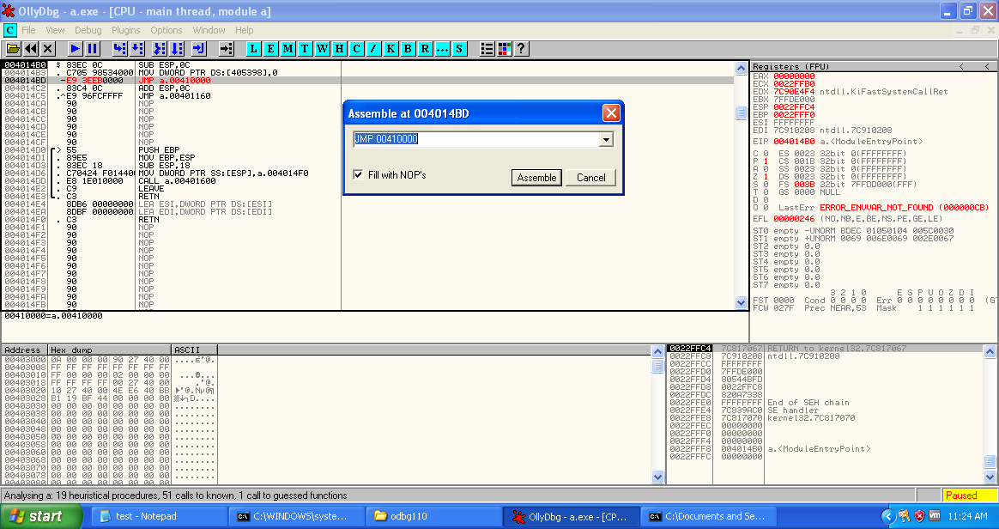 OllyDbg - a.exe - [CPU - main thread, module a]
C File View Debug Plugins Options Window Help
L E M T W H C / K B R ... S ?
004014B0 $ 83EC 0C SUB ESP,0C
004014B3 . C705 98534000 MOV DWORD PTR DS:[405398],0
004014BD -E9 3EEB0000 JMP a.00410000
004014C2 . 83C4 0C ADD ESP,0C
004014C5 .^E9 96FCFFFF JMP a.00401160
004014CA 90 NOP
004014CB 90 NOP
004014CC 90 NOP
004014CD 90 NOP
004014CE 90 NOP
004014CF 90 NOP
004014D0 > 55 PUSH EBP
004014D1 . 89E5 MOV EBP,ESP
004014D3 . 83EC 18 SUB ESP,18
004014D6 . C70424 F01440 MOV DWORD PTR SS:[ESP],a.004014F0
004014DD . E8 1E010000 CALL a.00401600
004014E2 . C9 LEAVE
004014E3 . C3 RETN
004014E4 8DB6 00000000 LEA ESI,DWORD PTR DS:[ESI]
004014EA 8DBF 00000000 LEA EDI,DWORD PTR DS:[EDI]
004014F0 . C3 RETN
004014F1 90 NOP
004014F2 90 NOP
004014F3 90 NOP
004014F4 90 NOP
004014F5 90 NOP
004014F6 90 NOP
004014F7 90 NOP
004014F8 90 NOP
004014F9 90 NOP
004014FA 90 NOP
004014FB 90 NOP
00410000=a.00410000
Assemble at 004014BD
JMP 00410000
Fill with NOP's
Assemble Cancel
Registers (FPU) < <
EAX 00000000
ECX 0022FFB0
EDX 7C90E4F4 ntdll.KiFastSystemCallRet
EBX 7FFDE000
ESP 0022FFC4
EBP 0022FFF0
ESI FFFFFFFF
EDI 7C910208 ntdll.7C910208
EIP 004014B0 a.<ModuleEntryPoint>
C 0 ES 0023 32bit 0(FFFFFFFF)
P 1 CS 001B 32bit 0(FFFFFFFF)
A 0 SS 0023 32bit 0(FFFFFFFF)
Z 1 DS 0023 32bit 0(FFFFFFFF)
S 0 FS 003B 32bit 7FFDD000(FFF)
T 0 GS 0000 NULL
D 0
O 0 LastErr ERROR_ENVVAR_NOT_FOUND (000000CB)
EFL 00000246 (NO,NB,E,BE,NS,PE,GE,LE)
ST0 empty -UNORM BDEC 01050104 005C0030
ST1 empty +UNORM 0069 006E0069 002E0067
ST2 empty 0.0
ST3 empty 0.0
ST4 empty 0.0
ST5 empty 0.0
ST6 empty 0.0
ST7 empty 0.0
3 2 1 0 E S P U O Z D I
FST 0000 Cond 0 0 0 0 Err 0 0 0 0 0 0 0 0 (GT
FCW 027F Prec NEAR,53 Mask 1 1 1 1 1 1
Address Hex dump ASCII
00403000 0A 00 00 00 90 27 40 00
00403008 FF FF FF FF 00 00 00 00
00403010 FF 00 00 00 02 00 00 00
00403018 FF FF FF FF 00 27 40 00
00403020 10 27 40 00 4E E6 40 BB
00403028 B1 19 BF 44 00 00 00 00
00403030 00 00 00 00 00 00 00 00 ........
00403038 00 00 00 00 00 00 00 00 ........
00403040 00 00 00 00 00 00 00 00 ........
00403048 00 00 00 00 00 00 00 00 ........
00403050 00 00 00 00 00 00 00 00 ........
00403058 00 00 00 00 00 00 00 00 ........
00403060 00 00 00 00 00 00 00 00 ........
00403068 00 00 00 00 00 00 00 00 ........
00403070 00 00 00 00 00 00 00 00 ........
00403078 00 00 00 00 00 00 00 00 ........
00403080 00 00 00 00 00 00 00 00 ........
0022FFC4 7C817067 RETURN to kernel32.7C817067
0022FFC8 7C910208 ntdll.7C910208
0022FFCC FFFFFFFF
0022FFD0 7FFDE000
0022FFD4 80544BFD
0022FFD8 0022FFC8
0022FFDC 820A7338
0022FFE0 FFFFFFFF End of SEH chain
0022FFE4 7C839AC0 SE handler
0022FFE8 7C817070 kernel32.7C817070
0022FFEC 00000000
0022FFF0 00000000
0022FFF4 00000000
0022FFF8 004014B0 a.<ModuleEntryPoint>
0022FFFC 00000000
Analysing a: 19 heuristical procedures, 51 calls to known, 1 call to guessed functions
Paused
start test - Notepad C:\WINDOWS\syste... odbg110 OllyDbg - a.exe - [CP... C:\Documents and Se... 11:24 AM